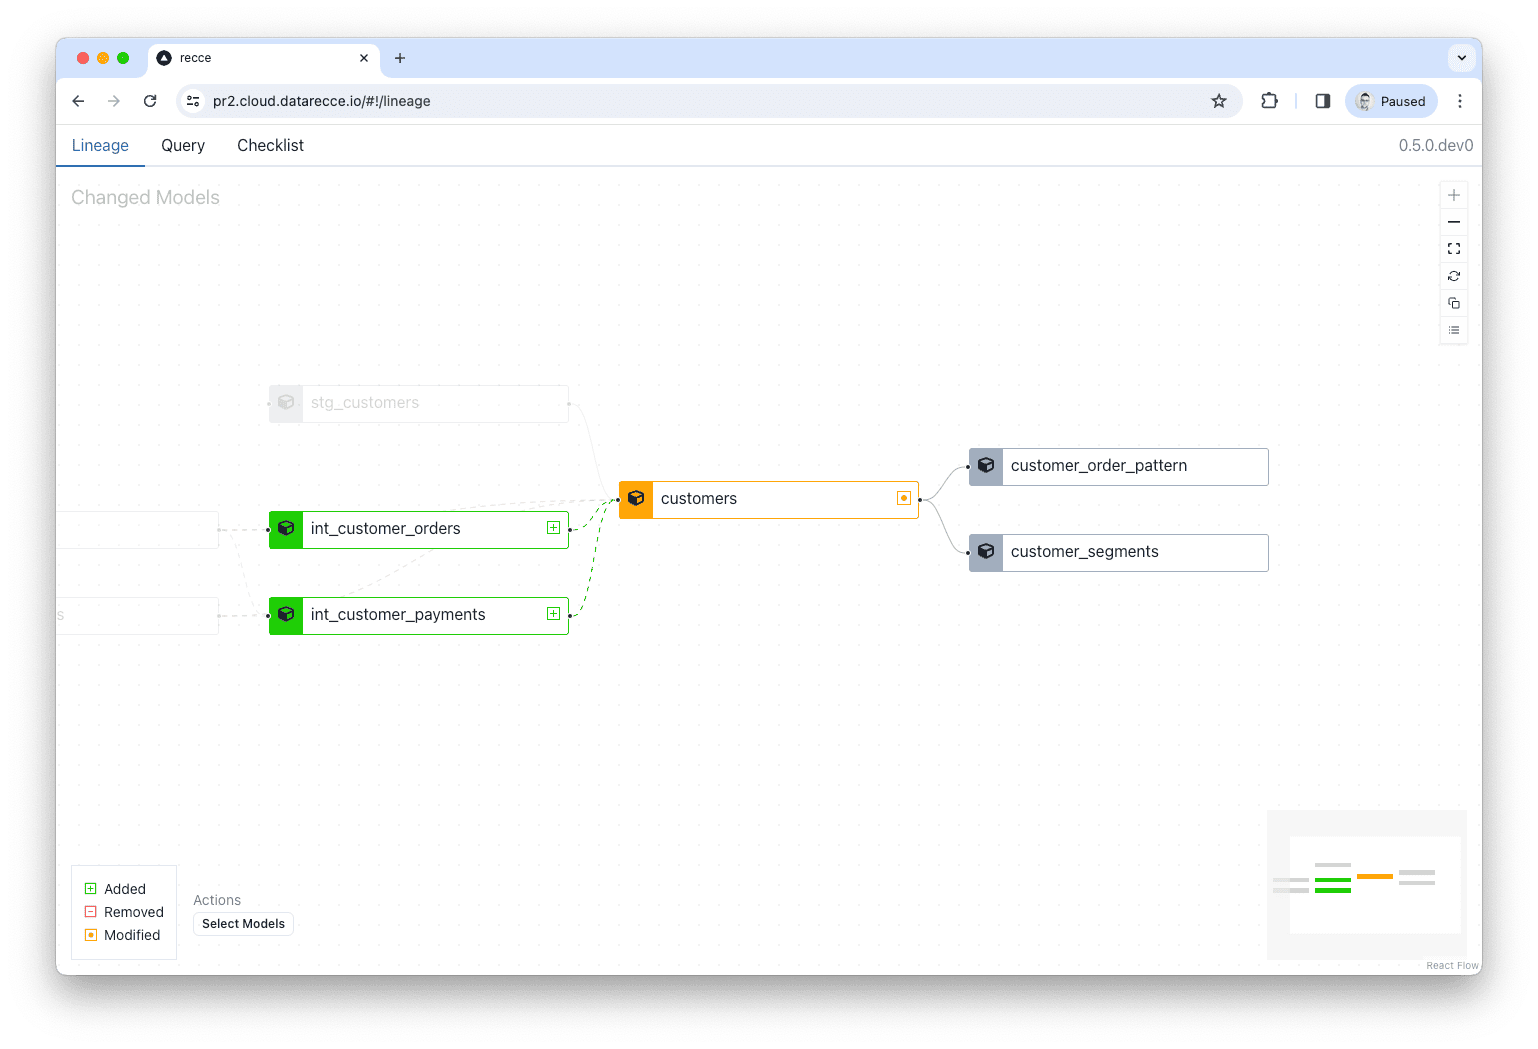 recce
pr2.cloud.datarecce.io/#!/lineage
Paused
Lineage Query Checklist 0.5.0.dev0
Changed Models
stg_customers
customer_order_pattern
customers
int_customer_orders
customer_segments
s
int_customer_payments
Added
Removed
Modified
Actions
Select Models
React Flow